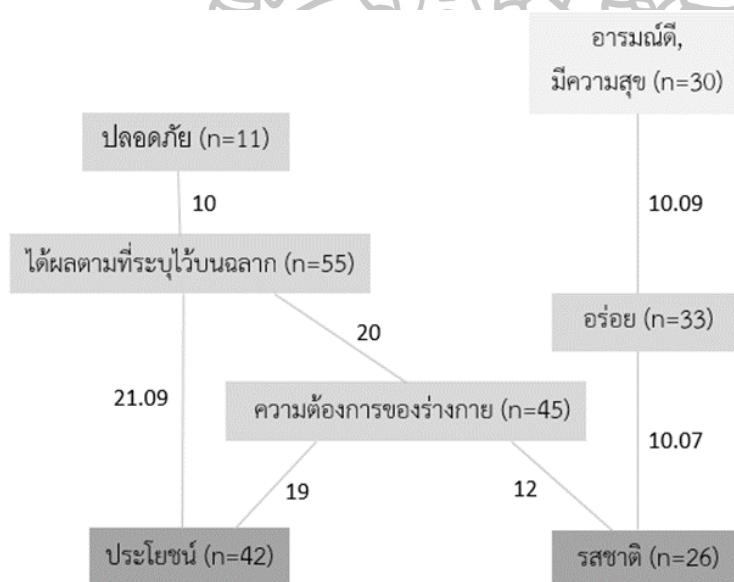 อารมณ์ดี,
มีความสุข (n=30)
ปลอดภัย (n=11)
10
10.09
ได้ผลตามที่ระบุไว้บนฉลาก (n=55)
อร่อย (n=33)
20
21.09
ความต้องการของร่างกาย (n=45)
10.07
19
12
ประโยชน์ (n=42)
รสชาติ (n=26)